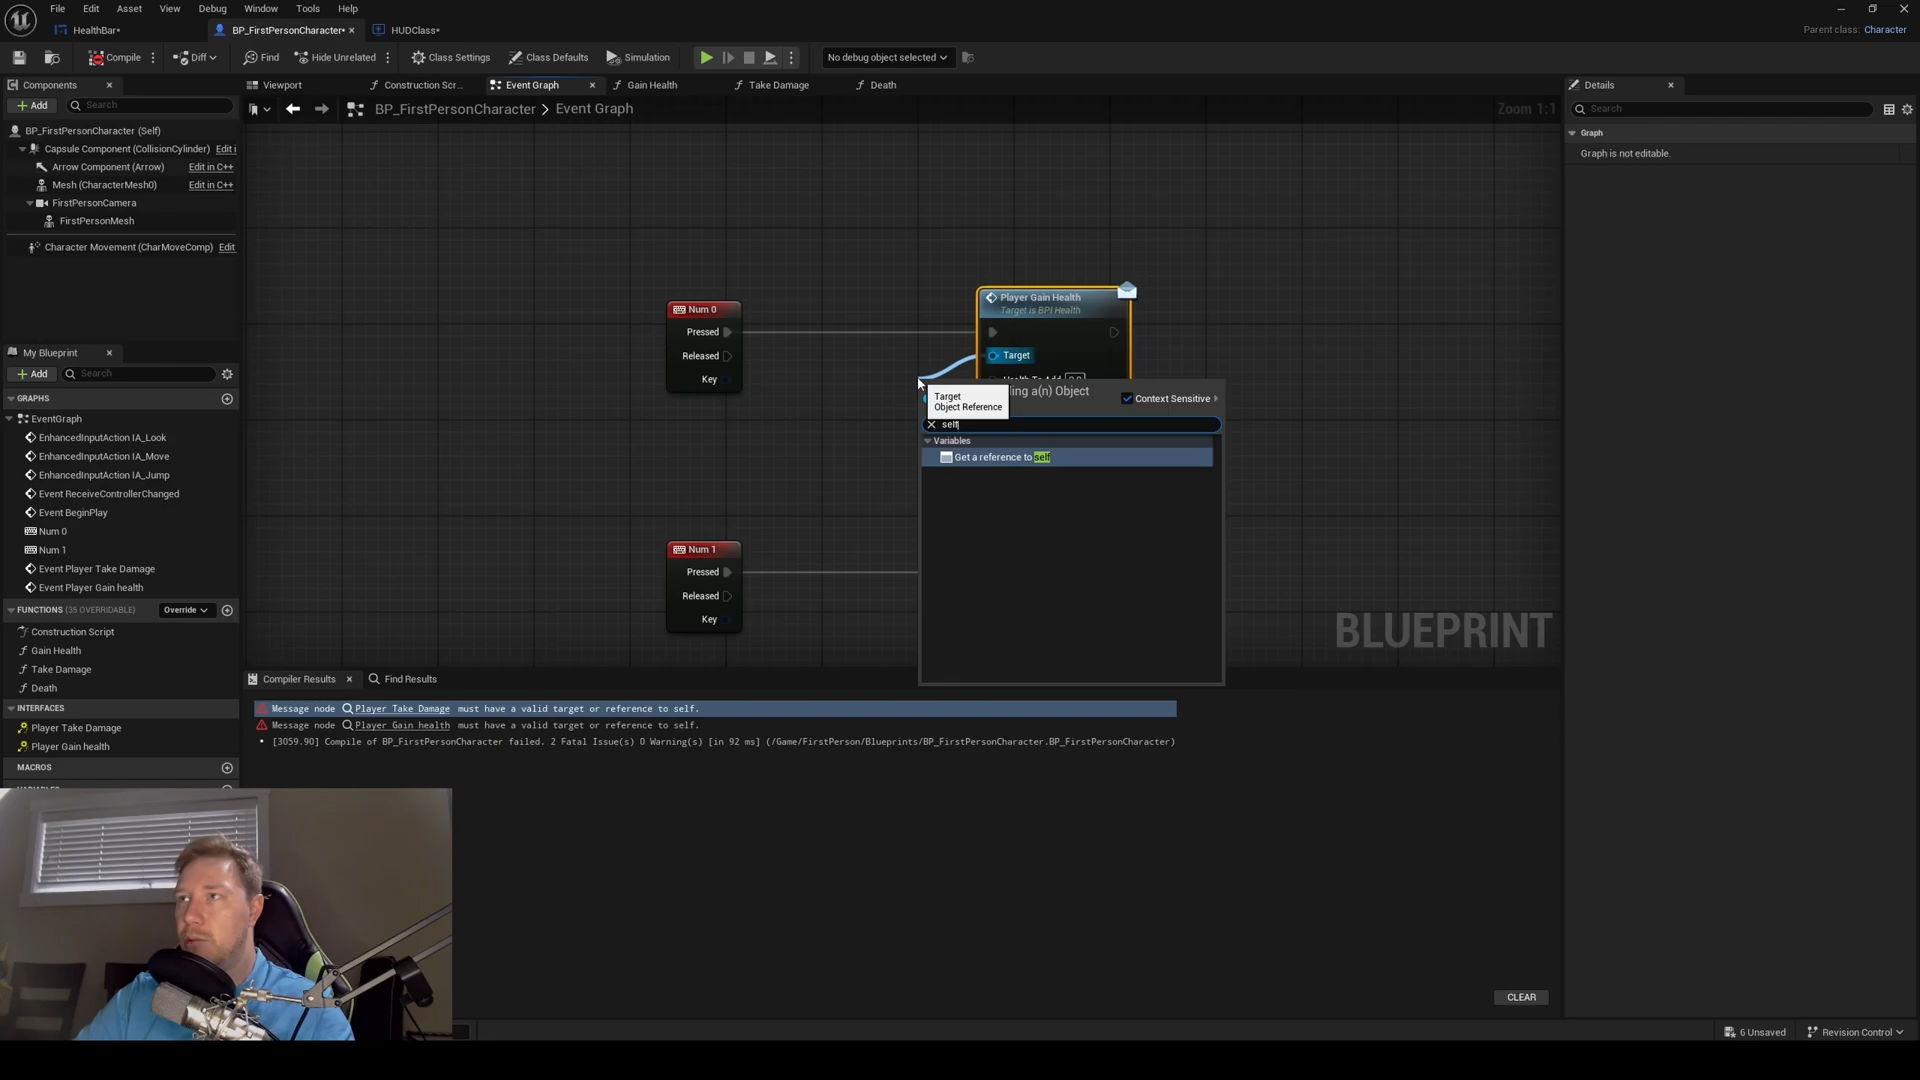 File Edit Asset View Debug Window Tools Help
HealthBar• BP_FirstPersonCharacter• HUDClass•
Parent class: Character
Compile Diff Find Hide Unrelated Class Settings Class Defaults Simulation No debug object selected
Components
Viewport Construction Scr... Event Graph Gain Health Take Damage Death
Details
Add Search
BP_FirstPersonCharacter > Event Graph
Zoom 1:1
Search
BP_FirstPersonCharacter (Self)
Capsule Component (CollisionCylinder) Edit i
Arrow Component (Arrow) Edit in C++
Mesh (CharacterMesh0) Edit in C++
FirstPersonCamera
FirstPersonMesh
Character Movement (CharMoveComp) Edit
Graph
Graph is not editable.
My Blueprint
Add Search
GRAPHS
EventGraph
EnhancedInputAction IA_Look
EnhancedInputAction IA_Move
EnhancedInputAction IA_Jump
Event ReceiveControllerChanged
Event BeginPlay
Num 0
Num 1
Event Player Take Damage
Event Player Gain health
FUNCTIONS (35 OVERRIDABLE) Override
Construction Script
Gain Health
Take Damage
Death
INTERFACES
Player Take Damage
Player Gain health
MACROS
Num 0
Pressed
Released
Key
Player Gain Health
Target is BPI Health
Target
Target
Object Reference
a(n) Object
Context Sensitive
self
Variables
Get a reference to self
Num 1
Pressed
Released
Key
BLUEPRINT
Compiler Results Find Results
Message node Player Take Damage must have a valid target or reference to self.
Message node Player Gain health must have a valid target or reference to self.
[3059.90] Compile of BP_FirstPersonCharacter failed. 2 Fatal Issue(s) 0 Warning(s) [in 92 ms] (/Game/FirstPerson/Blueprints/BP_FirstPersonCharacter.BP_FirstPersonCharacter)
CLEAR
6 Unsaved Revision Control